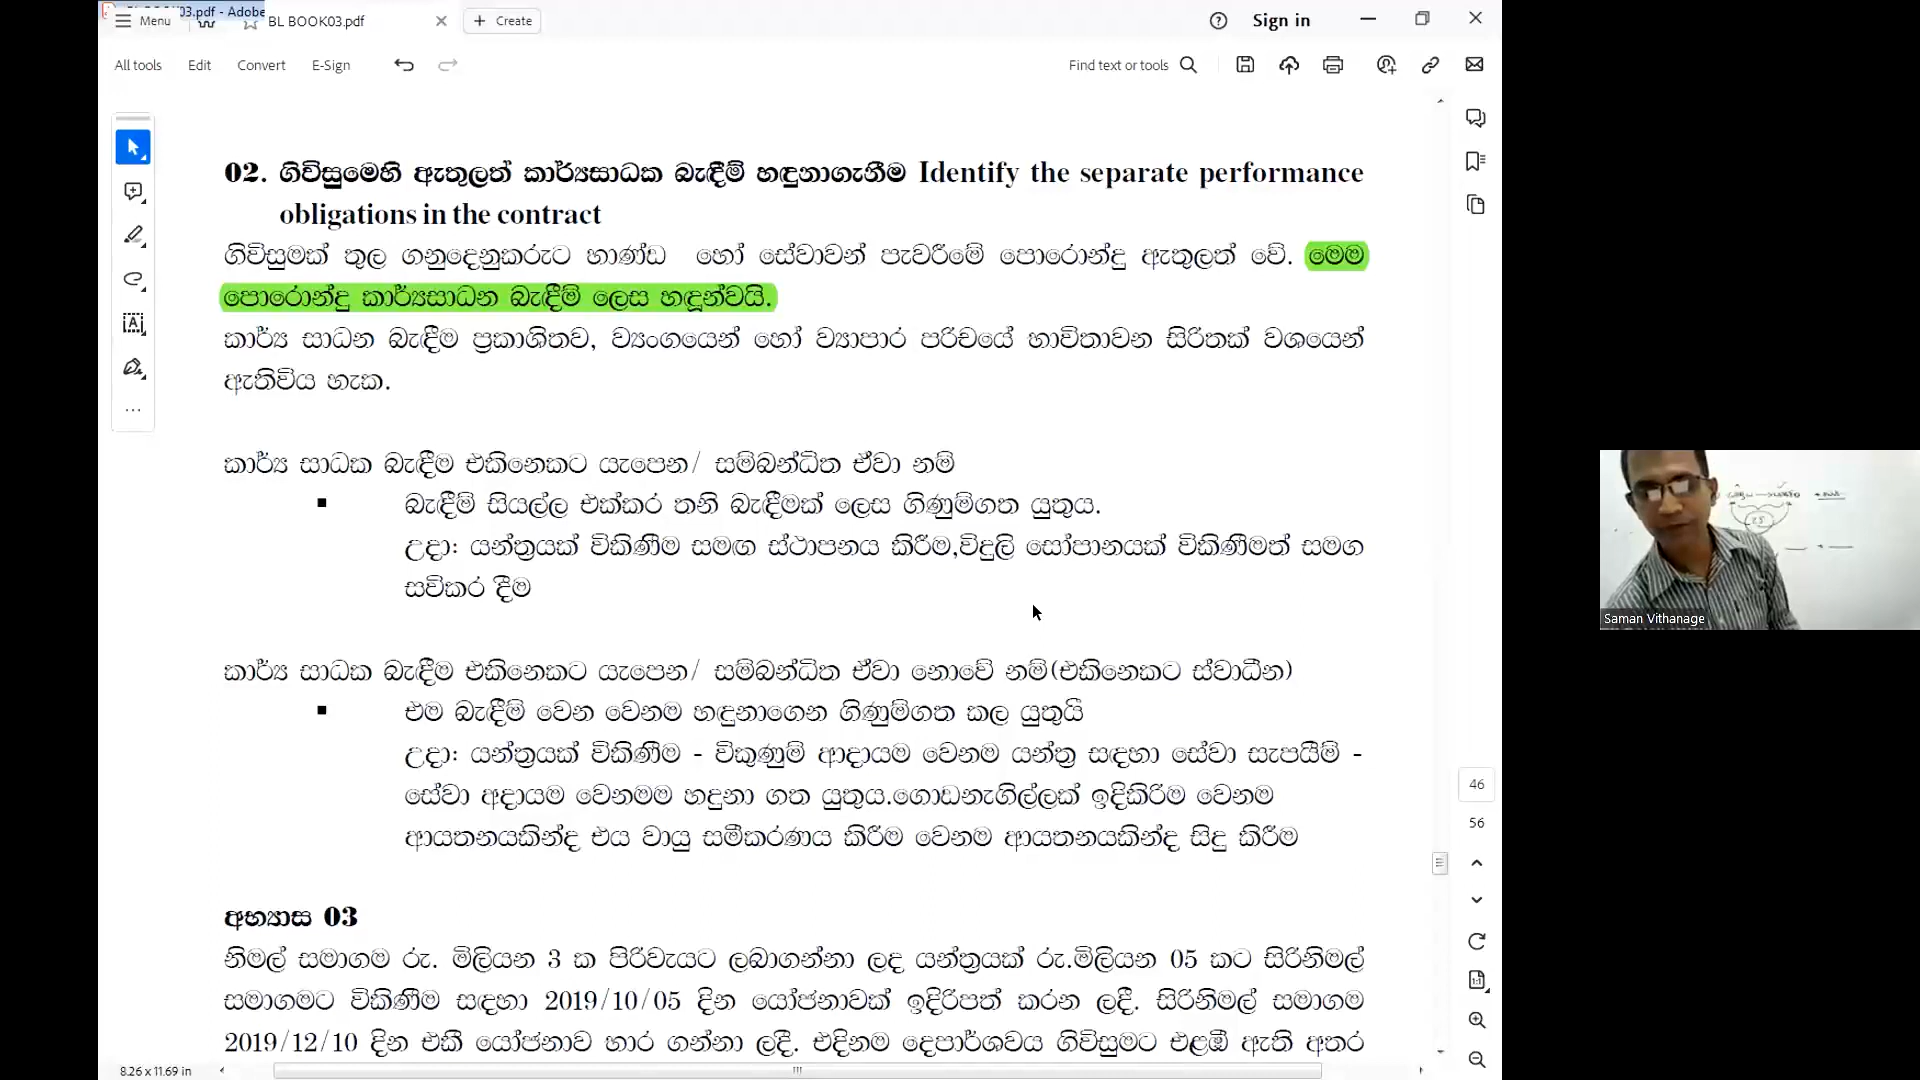 03.pdf - Adobe
Menu
BL BOOK03.pdf
Create
Sign in
All tools
Edit
Convert
E-Sign
Find text or tools
02. ගිවිසුමෙහි ඇතුලත් කාර්යසාධක බැඳීම් හඳුනාගැනීම Identify the separate performance
obligations in the contract
ගිවිසුමක් තුල ගනුදෙනුකරුට භාණ්ඩ හෝ සේවාවන් පැවරීමේ පොරොන්දු ඇතුලත් වේ. මෙම
පොරොන්දු කාර්යසාධන බැඳීම් ලෙස හඳුන්වයි.
කාර්ය සාධන බැඳීම ප්‍රකාශිතව, ව්‍යංගයෙන් හෝ ව්‍යාපාර පරිචයේ භාවිතාවන සිරිතක් වශයෙන්
ඇතිවිය හැක.
කාර්ය සාධක බැඳීම එකිනෙකට යැපෙන/ සම්බන්ධිත ඒවා නම්
▪ බැඳීම් සියල්ල එක්කර තනි බැඳීමක් ලෙස ගිණුම්ගත යුතුය.
උදා: යන්ත්‍රයක් විකිණීම සමඟ ස්ථාපනය කිරීම,විදුලි සෝපානයක් විකිණීමත් සමග
සවිකර දීම
කාර්ය සාධක බැඳීම එකිනෙකට යැපෙන/ සම්බන්ධිත ඒවා නොවේ නම්(එකිනෙකට ස්වාධීන)
▪ එම බැඳීම් වෙන වෙනම හඳුනාගෙන ගිණුම්ගත කල යුතුයි
උදා: යන්ත්‍රයක් විකිණීම - විකුණුම් ආදායම වෙනම යන්ත්‍ර සඳහා සේවා සැපයීම් -
සේවා අදායම වෙනමම හදුනා ගත යුතුය.ගොඩනැගිල්ලක් ඉදිකිරිම වෙනම
ආයතනයකින්ද එය වායු සමීකරණය කිරීම වෙනම ආයතනයකින්ද සිදු කිරීම
අභ්‍යාස 03
නිමල් සමාගම රු. මිලියන 3 ක පිරිවැයට ලබාගන්නා ලද යන්ත්‍රයක් රු.මිලියන 05 කට සිරිනිමල්
සමාගමට විකිණීම සඳහා 2019/10/05 දින යෝජනාවක් ඉදිරිපත් කරන ලදී. සිරිනිමල් සමාගම
2019/12/10 දින එකී යෝජනාව භාර ගන්නා ලදී. එදිනම දෙපාර්ශවය ගිවිසුමට එළඹී ඇති අතර
46
56
8.26 x 11.69 in
Saman Vithanage